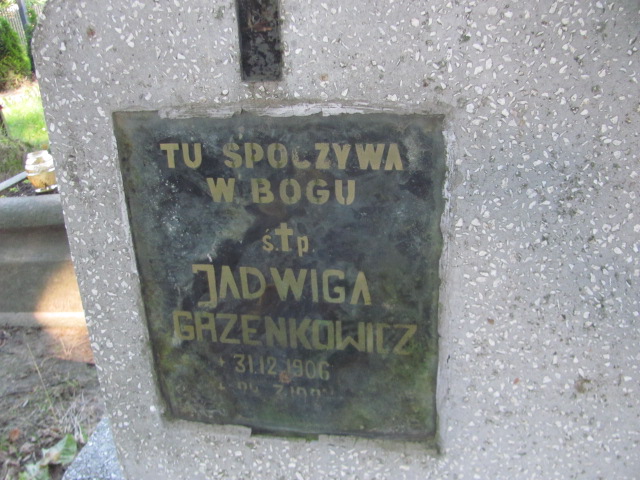 TU SPOCZYWA
W BOGU
ś.†p.
JADWIGA
GRZENKOWICZ
31.12.1906